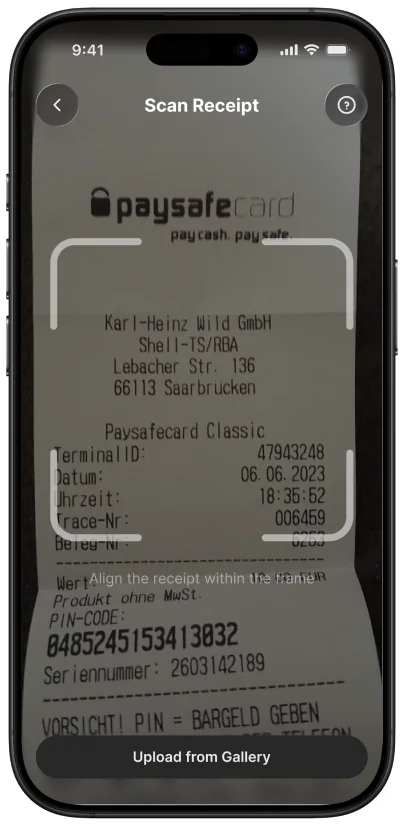 9:41
Scan Receipt
paysafecard
pay cash. pay safe.
Karl-Heinz Wild GmbH
Shell-TS/RBA
Lebacher Str. 136
66113 Saarbrücken
Paysafecard Classic
TerminalID: 47943248
Datum: 06.06.2023
Uhrzeit: 18:35:52
Trace-Nr: 006459
Beleg-Nr:
Wert: EUR
Align the receipt within the frame
Produkt ohne MwSt.
PIN-CODE:
0485245153413032
Seriennummer: 2603142189
VORSICHT! PIN = BARGELD GEBEN
TELEFON
Upload from Gallery